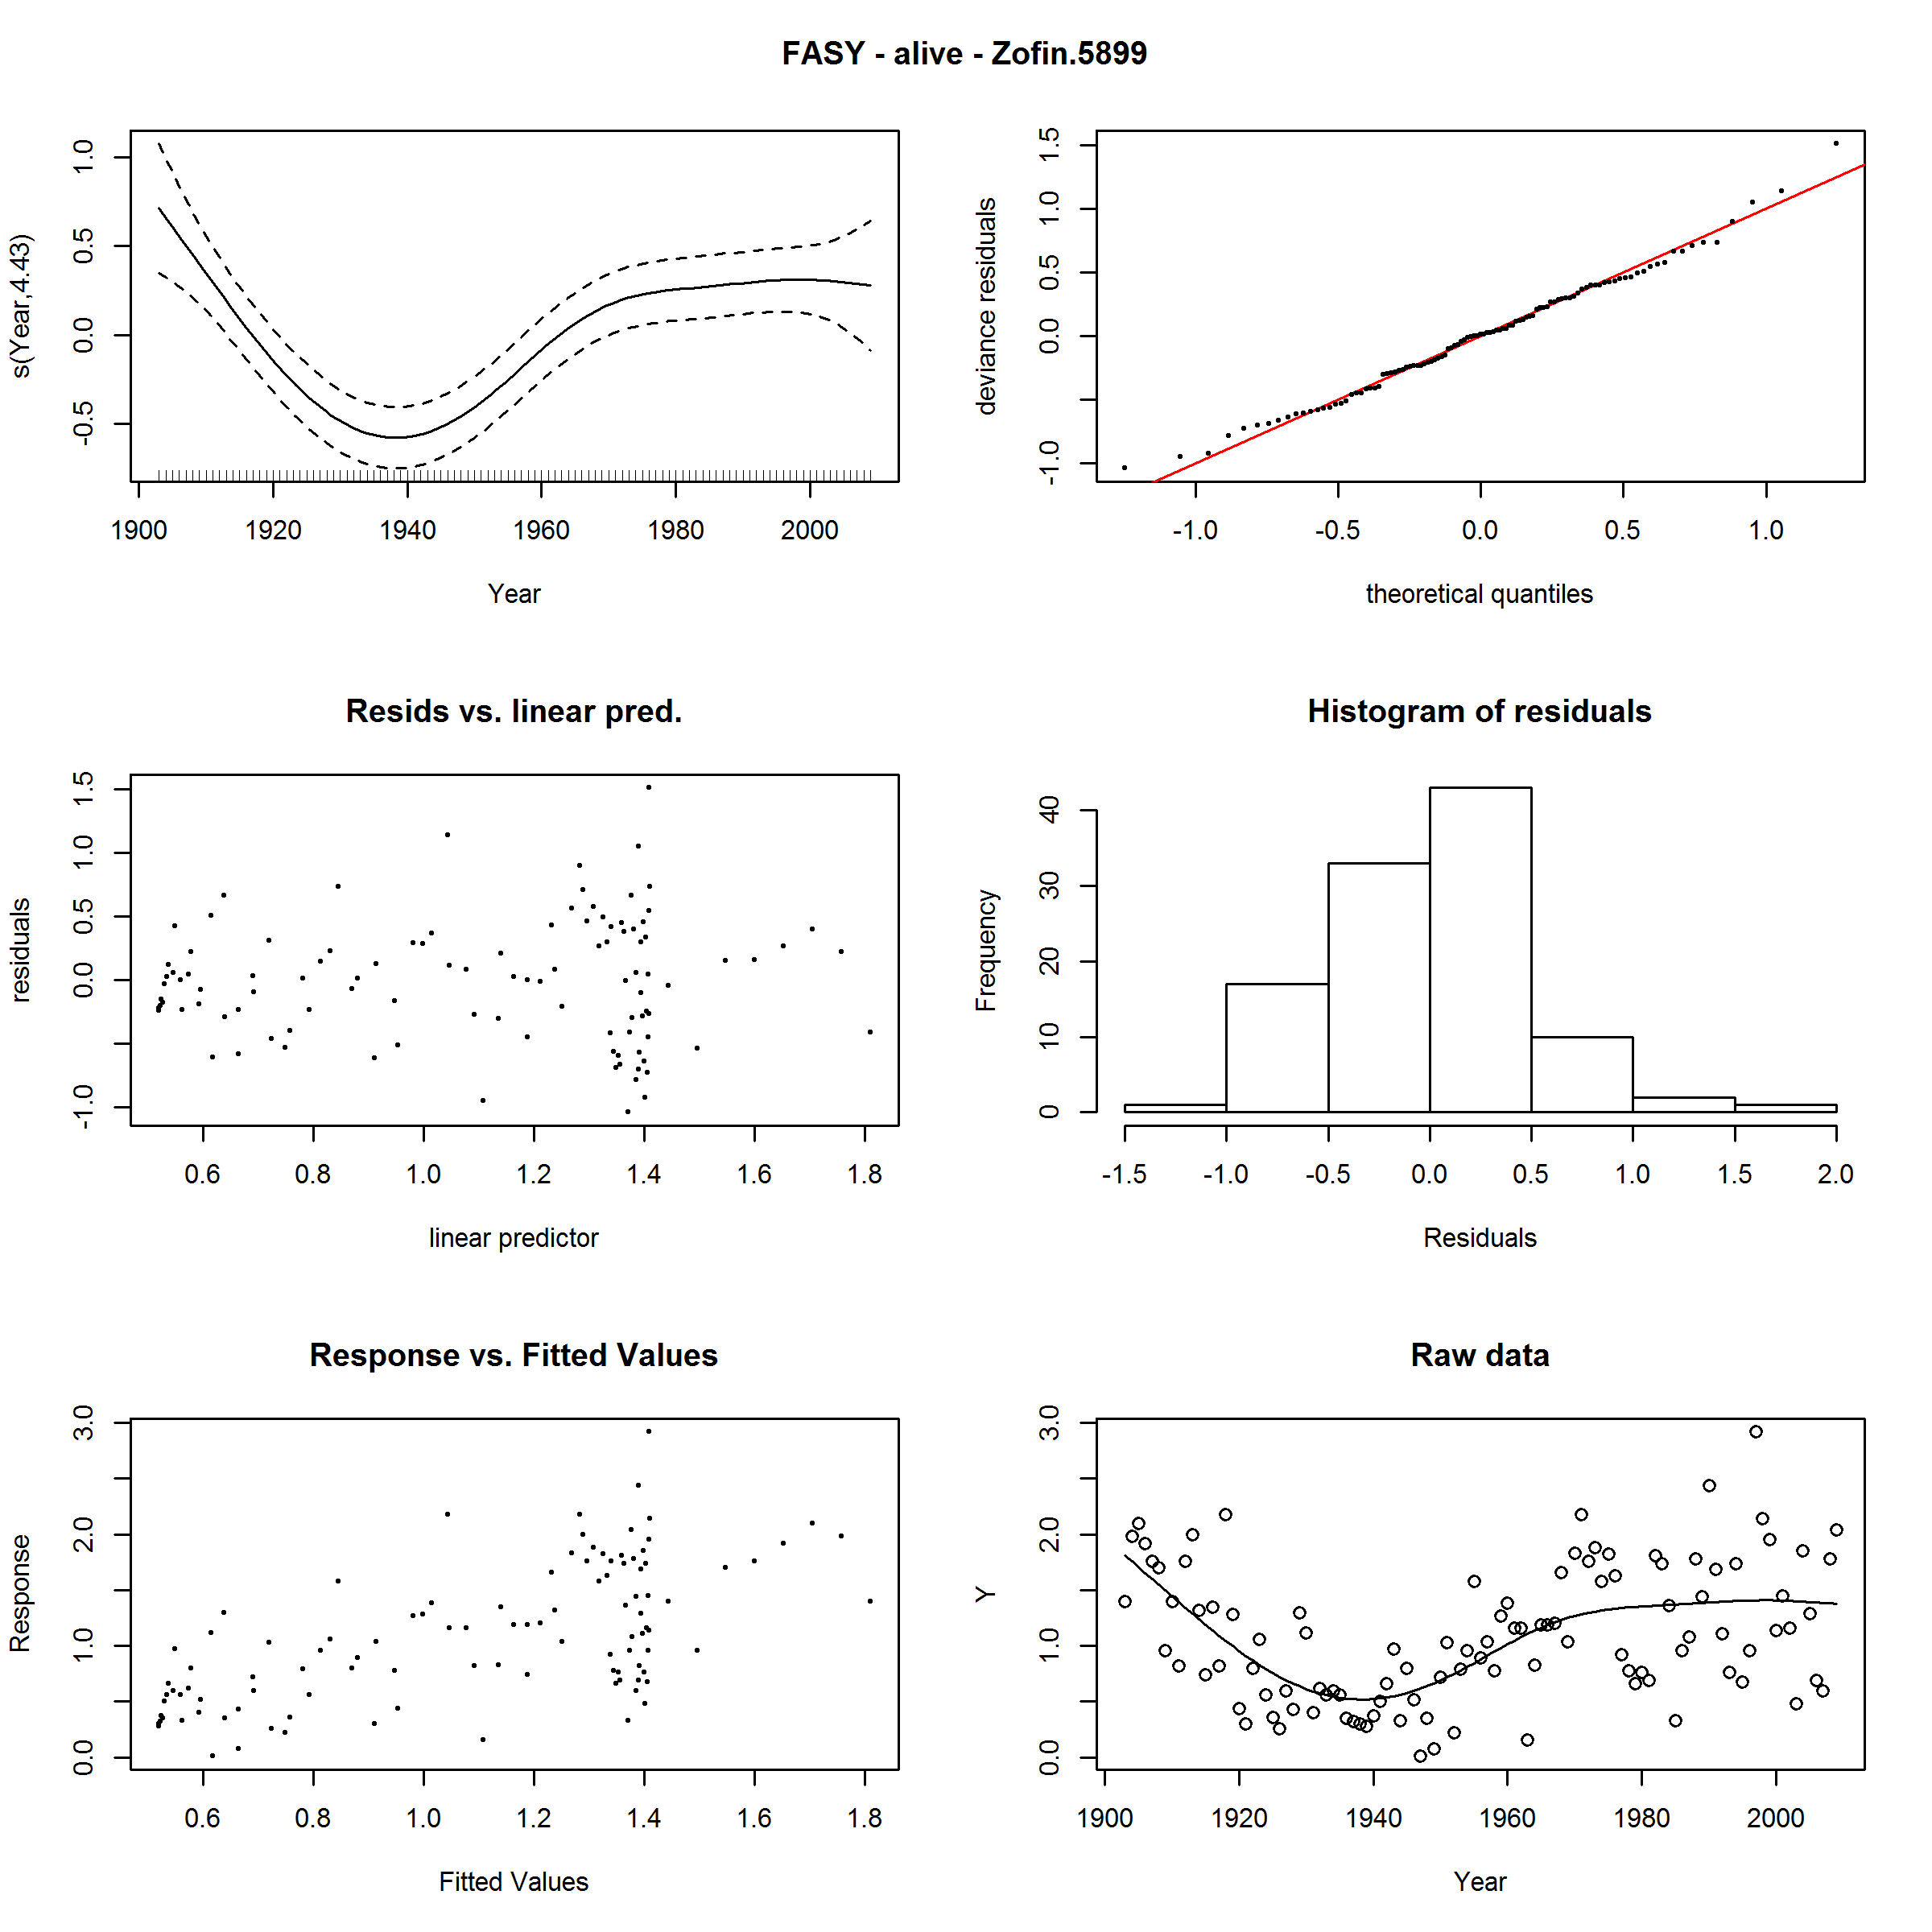 FASY - alive - Zofin.5899
s(Year,4.43)
-0.5 0.0 0.5 1.0
1900 1920 1940 1960 1980 2000
Year
deviance residuals
-1.0 0.0 0.5 1.0 1.5
-1.0 -0.5 0.0 0.5 1.0
theoretical quantiles
Resids vs. linear pred.
residuals
-1.0 0.0 0.5 1.0 1.5
0.6 0.8 1.0 1.2 1.4 1.6 1.8
linear predictor
Histogram of residuals
Frequency
0 10 20 30 40
-1.5 -1.0 -0.5 0.0 0.5 1.0 1.5 2.0
Residuals
Response vs. Fitted Values
Response
0.0 1.0 2.0 3.0
0.6 0.8 1.0 1.2 1.4 1.6 1.8
Fitted Values
Raw data
Y
0.0 1.0 2.0 3.0
1900 1920 1940 1960 1980 2000
Year